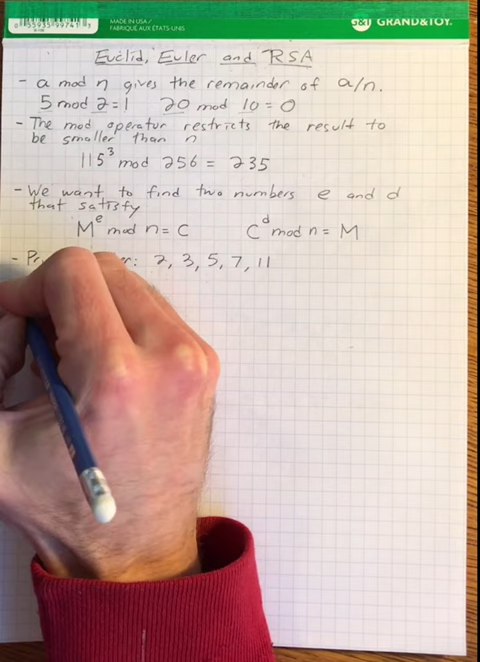 MADE IN USA /
FABRIQUÉ AUX ÉTATS-UNIS
G&T GRAND&TOY.
Euclid, Euler and RSA
- a mod n gives the remainder of a/n.
5 mod 2=1 20 mod 10 = 0
- The mod operator restricts the result to
be smaller than n
115³ mod 256 = 235
- We want to find two numbers e and d
that satisfy
Mᵉ mod n = C Cᵈ mod n = M
2, 3, 5, 7, 11